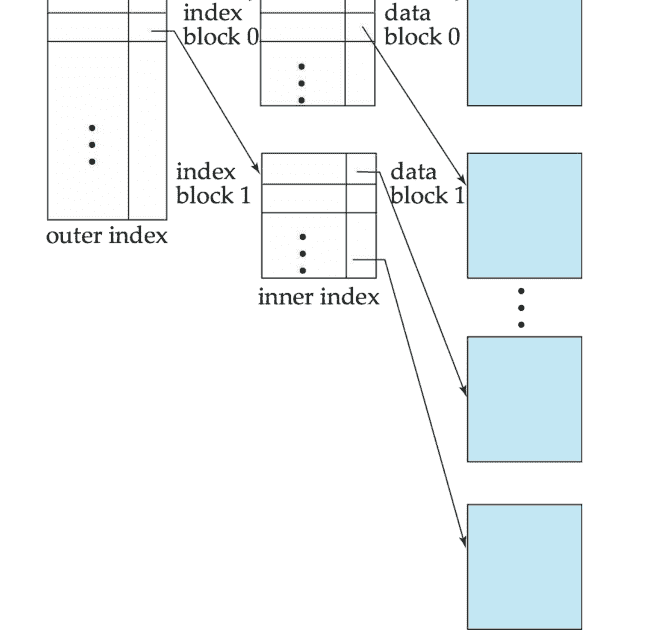 index
block 0
data
block 0
index
block 1
data
block 1
outer index
inner index